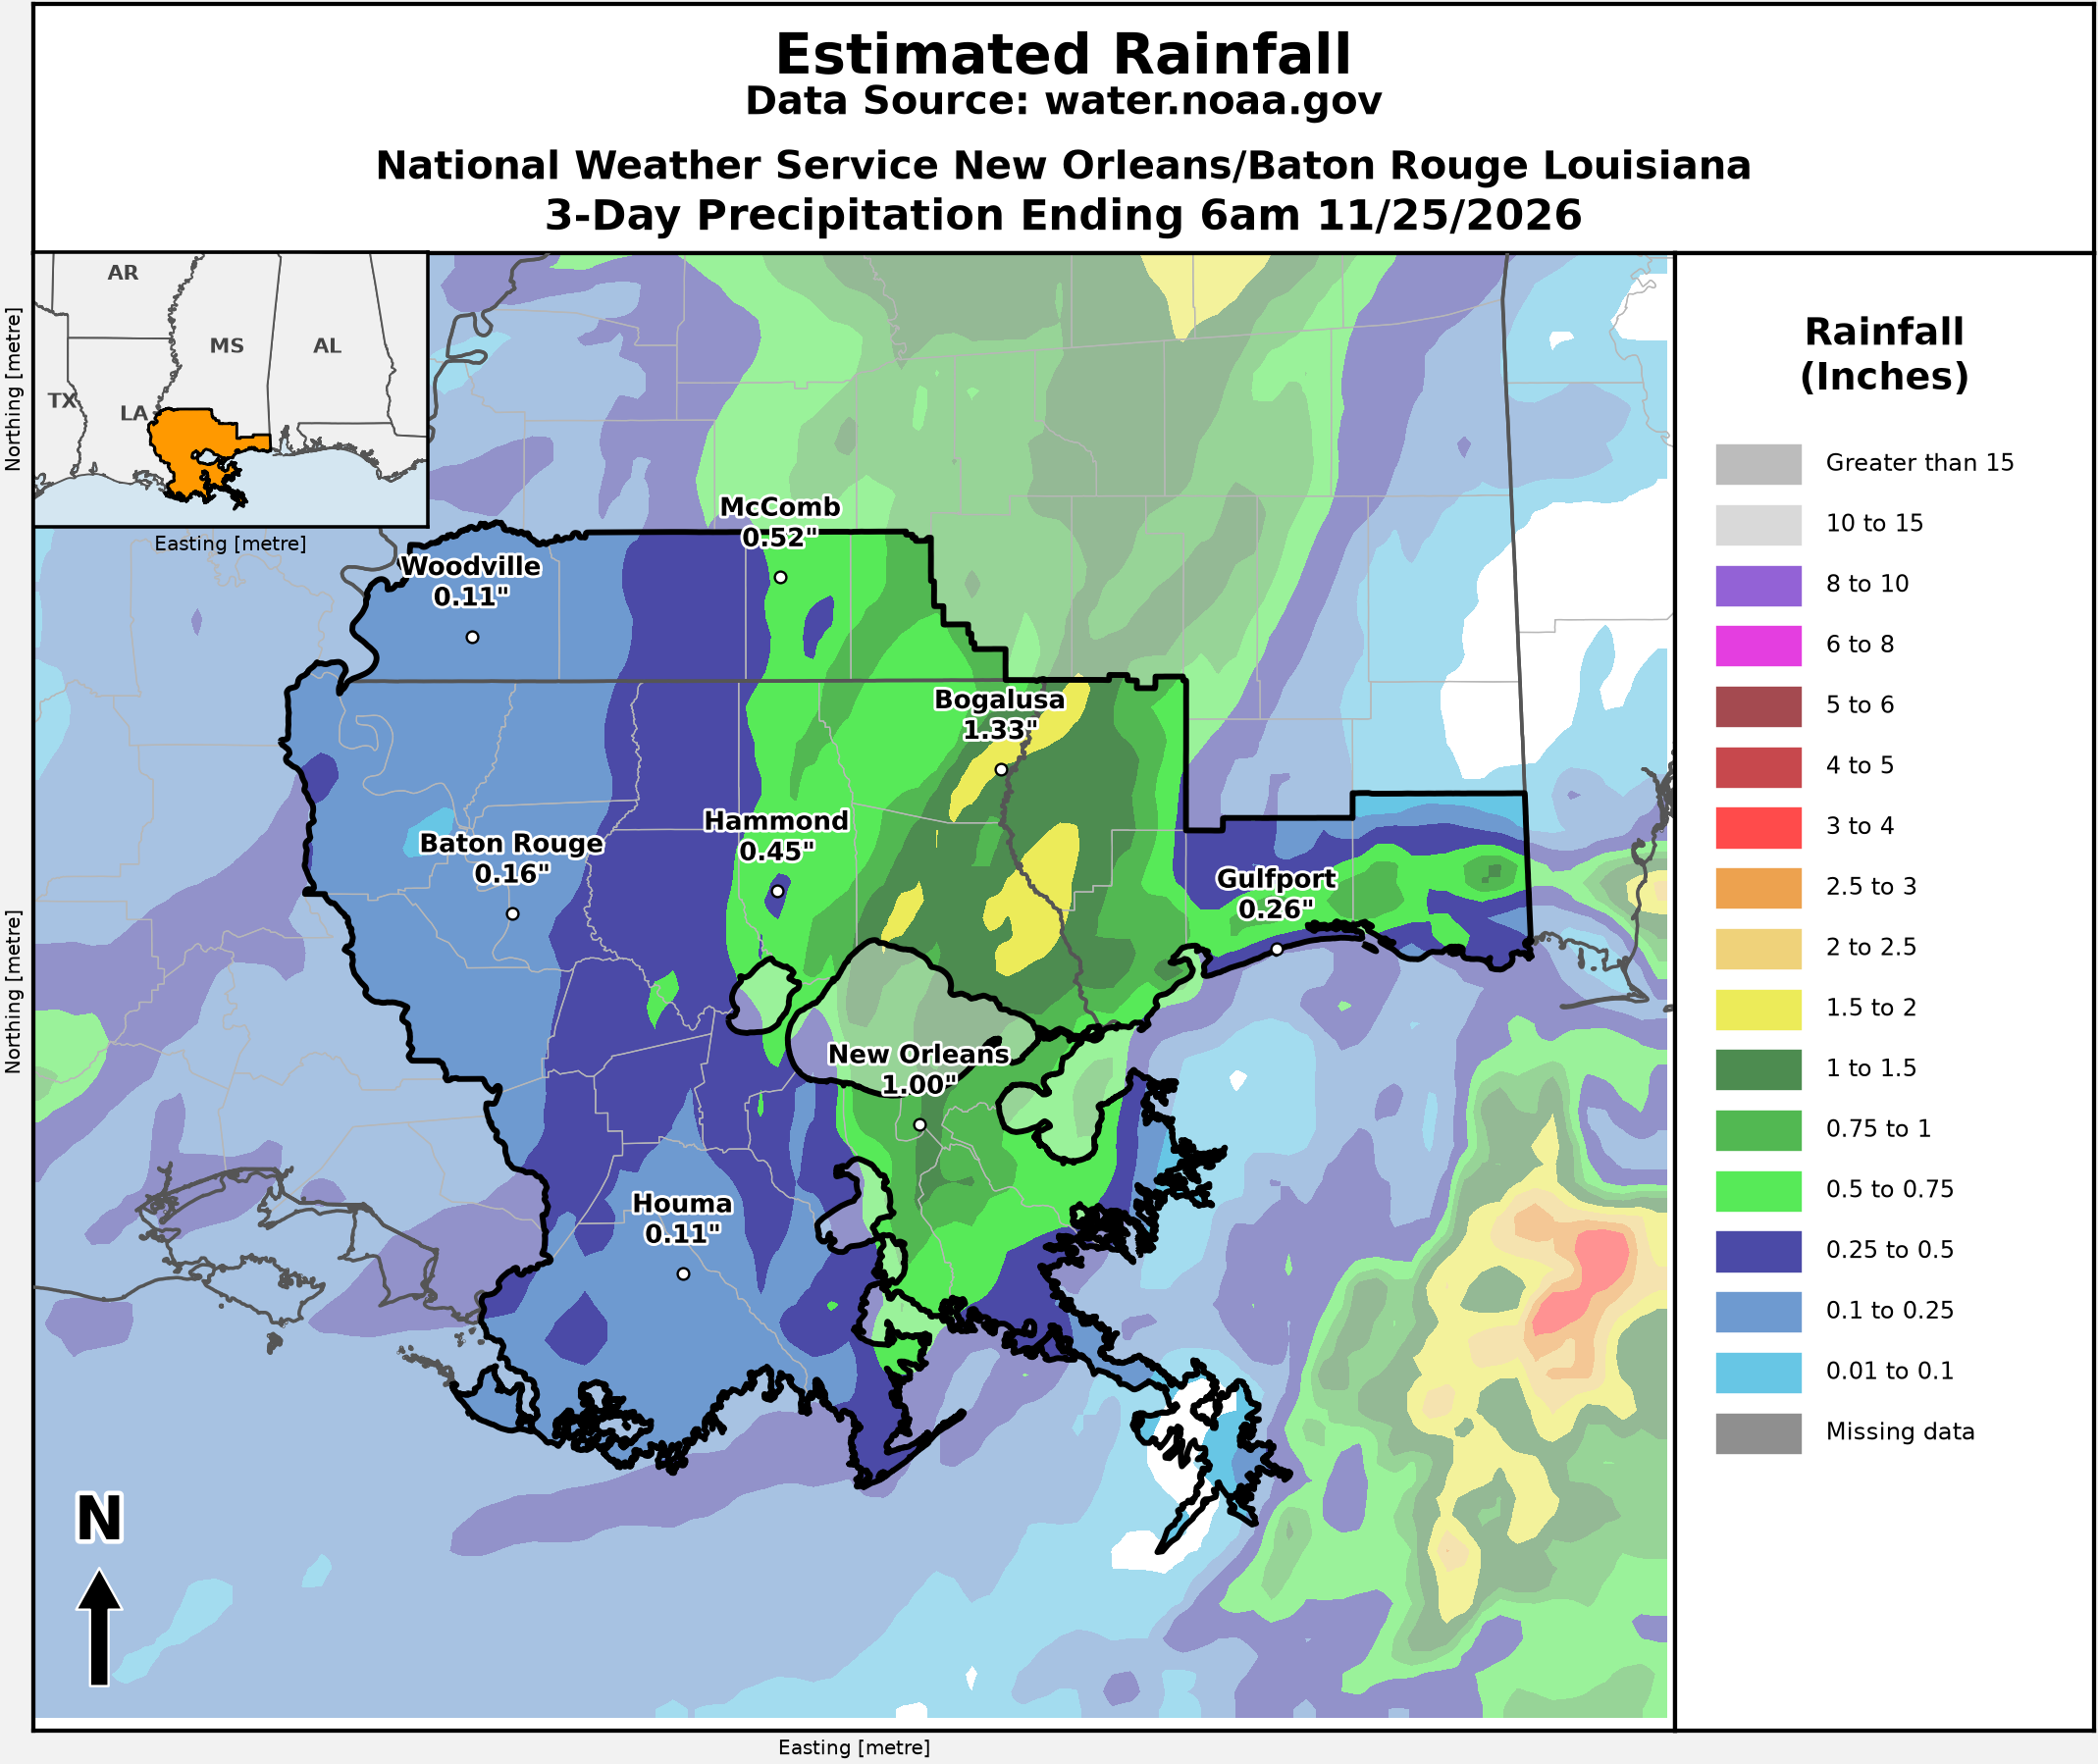 Estimated Rainfall
Data Source: water.noaa.gov
National Weather Service New Orleans/Baton Rouge Louisiana
3-Day Precipitation Ending 6am 11/25/2026
Northing [metre]
AR
MS
AL
TX
LA
Easting [metre]
McComb
0.52"
Woodville
0.11"
Bogalusa
1.33"
Hammond
0.45"
Baton Rouge
0.16"
Gulfport
0.26"
Northing [metre]
New Orleans
1.00"
Houma
0.11"
N
Easting [metre]
Rainfall
(Inches)
Greater than 15
10 to 15
8 to 10
6 to 8
5 to 6
4 to 5
3 to 4
2.5 to 3
2 to 2.5
1.5 to 2
1 to 1.5
0.75 to 1
0.5 to 0.75
0.25 to 0.5
0.1 to 0.25
0.01 to 0.1
Missing data